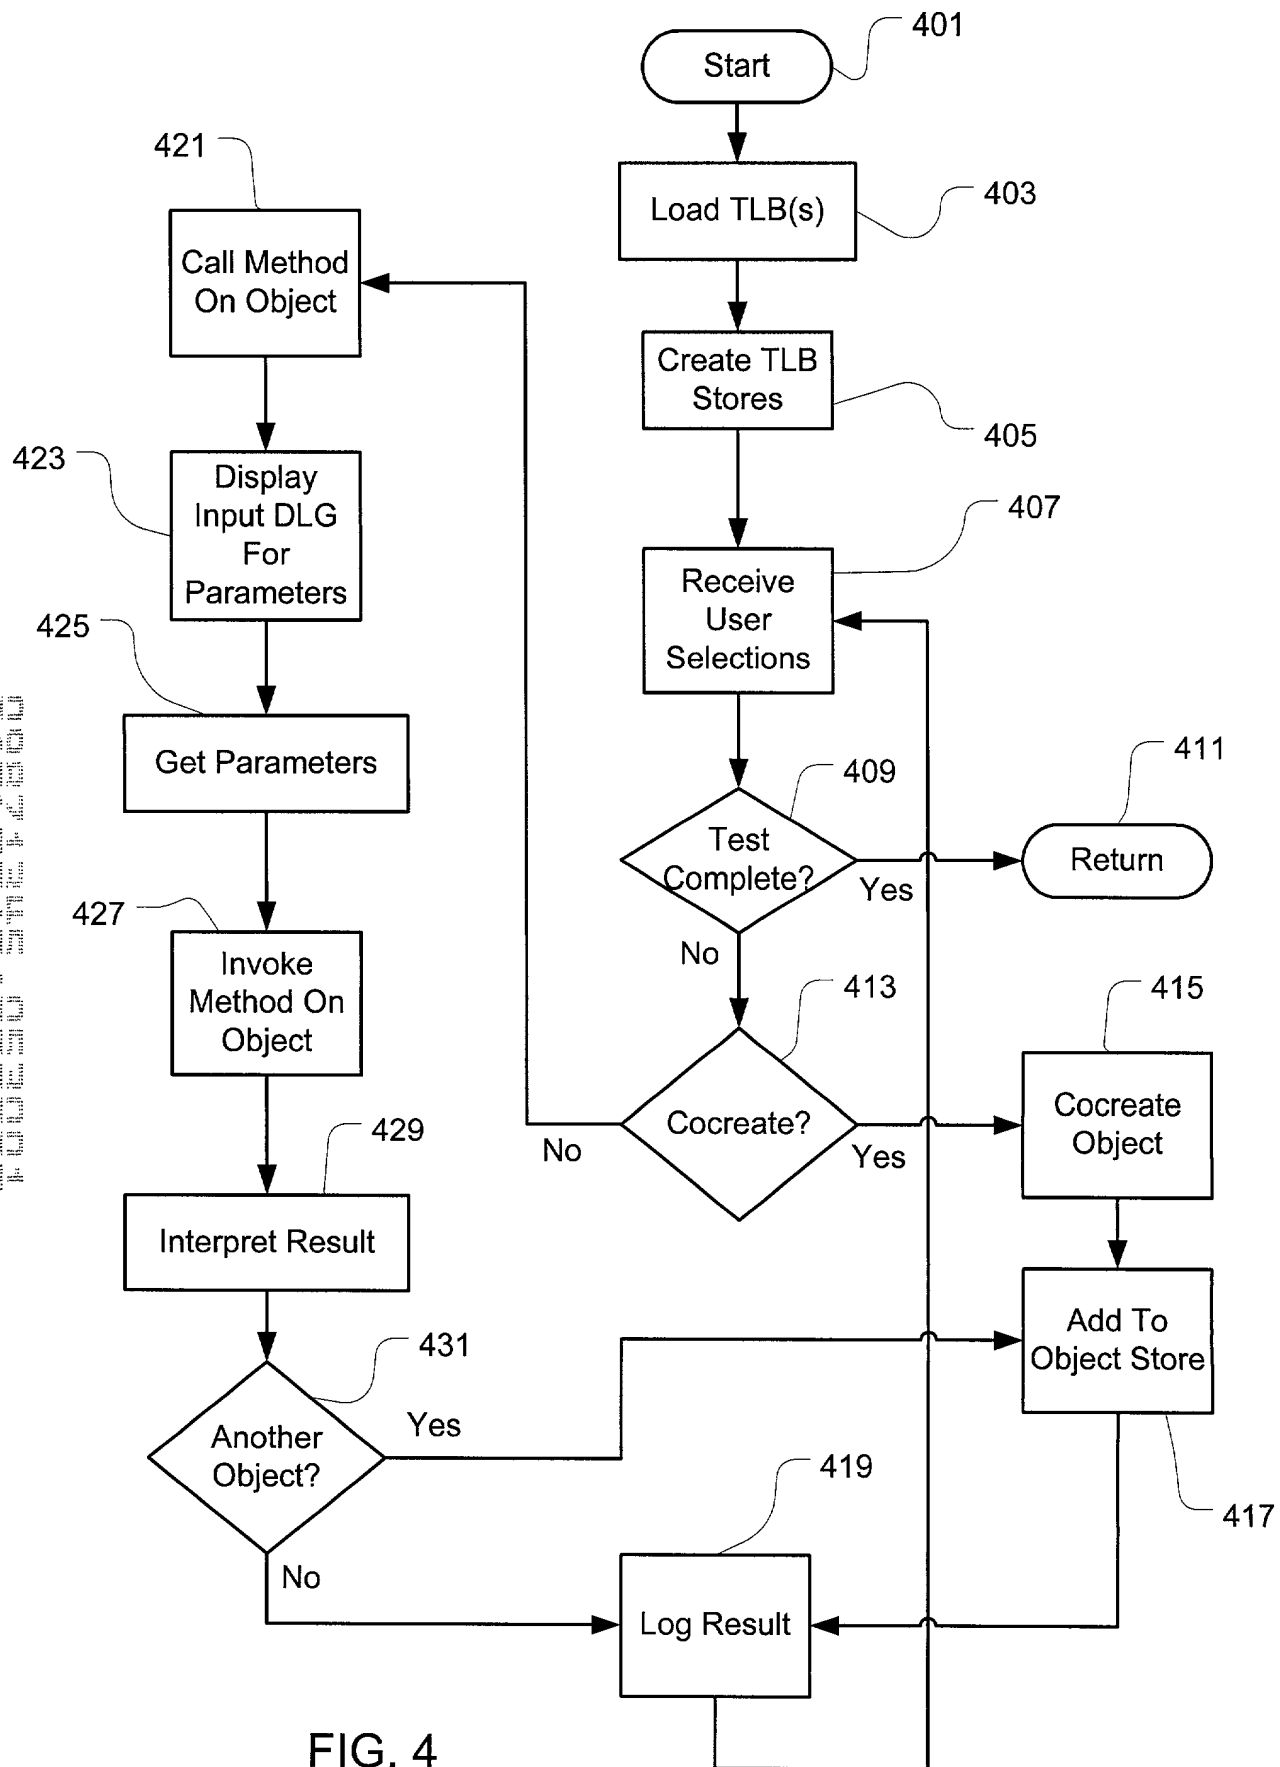 Start
401
Load TLB(s)
403
Create TLB
Stores
405
Receive
User
Selections
407
Test
Complete?
409
Yes
Return
411
No
Cocreate?
413
Yes
No
Cocreate
Object
415
Add To
Object Store
417
Log Result
419
Call Method
On Object
421
Display
Input DLG
For
Parameters
423
Get Parameters
425
Invoke
Method On
Object
427
Interpret Result
429
Another
Object?
431
Yes
No
FIG. 4